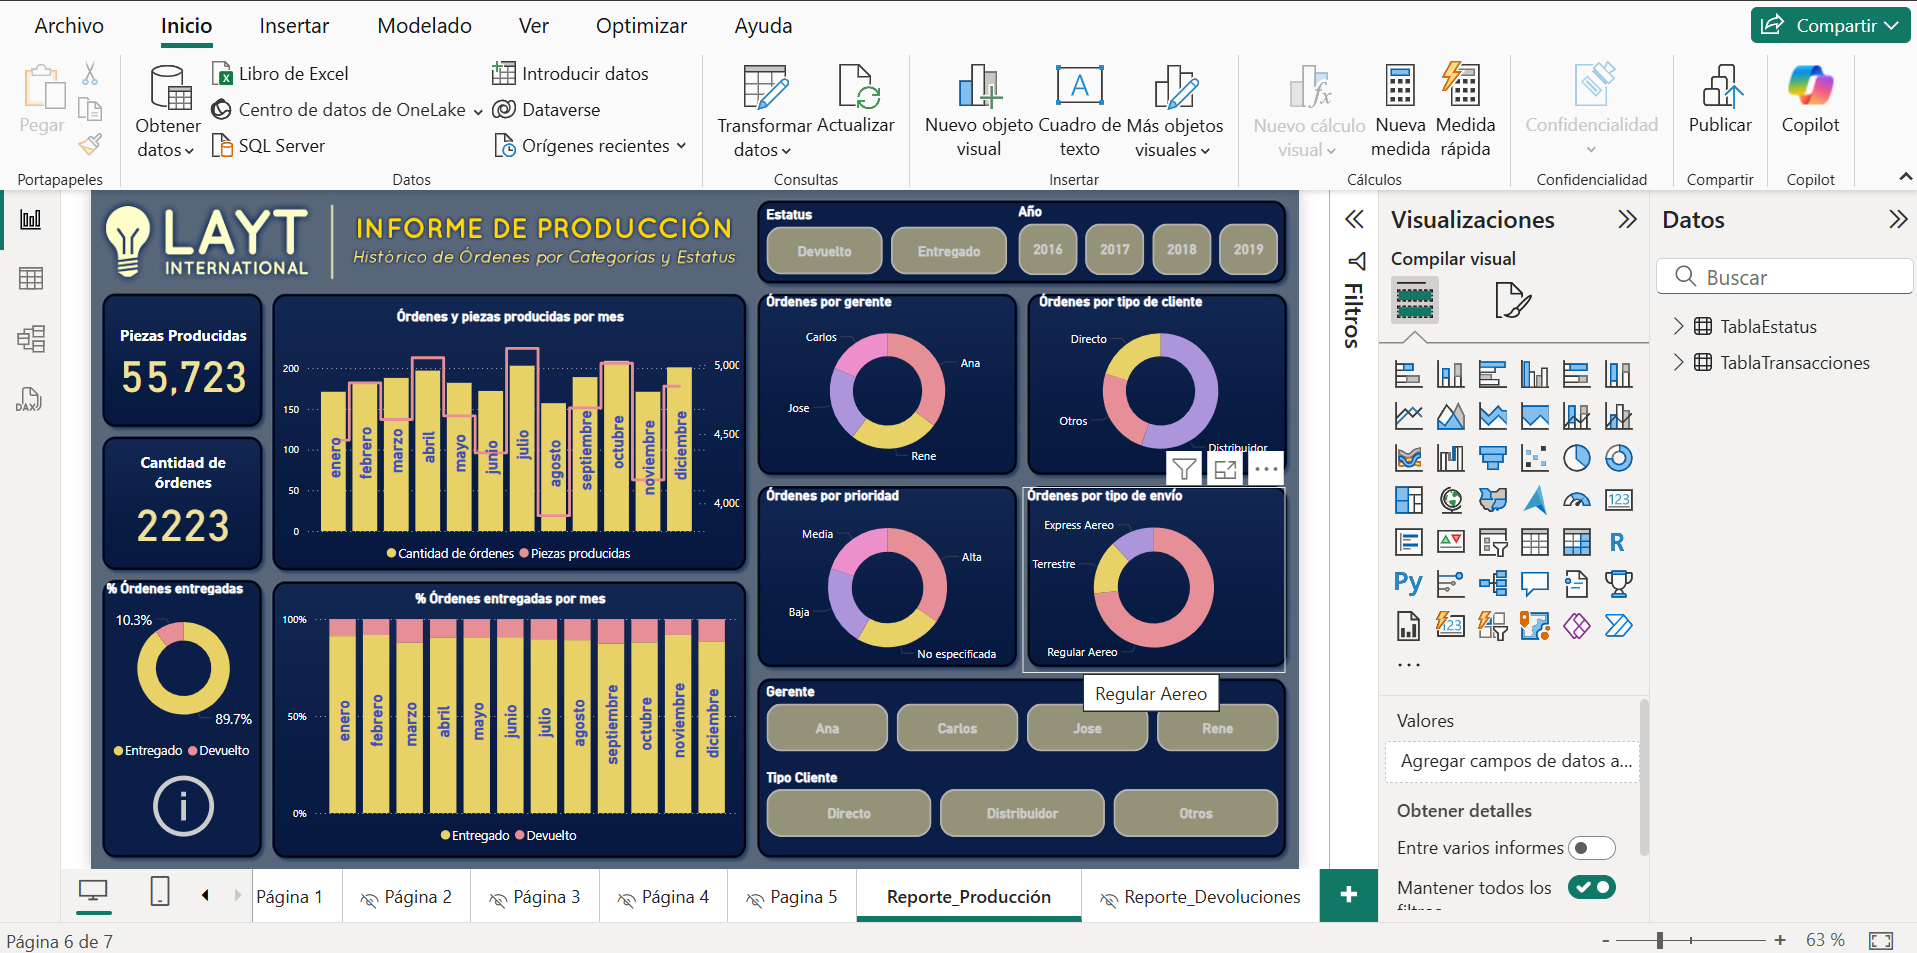 Archivo Inicio Insertar Modelado Ver Optimizar Ayuda Compartir
Pegar
Portapapeles
Obtener
datos
Libro de Excel
Centro de datos de OneLake
SQL Server
Introducir datos
Dataverse
Orígenes recientes
Datos
Transformar
datos
Actualizar
Consultas
Nuevo objeto
visual
Cuadro de
texto
Más objetos
visuales
Insertar
Nuevo cálculo
visual
Nueva
medida
Medida
rápida
Cálculos
Confidencialidad
Confidencialidad
Publicar
Compartir
Copilot
Copilot
LAYT
INTERNATIONAL
INFORME DE PRODUCCIÓN
Histórico de Órdenes por Categorías y Estatus
Estatus
Devuelto Entregado
Año
2016 2017 2018 2019
Piezas Producidas
55,723
Cantidad de
órdenes
2223
% Órdenes entregadas
10.3%
89.7%
Entregado Devuelto
Órdenes y piezas producidas por mes
200
150
100
50
0
5,000
4,500
4,000
enero febrero marzo abril mayo junio julio agosto septiembre octubre noviembre diciembre
Cantidad de órdenes Piezas producidas
% Órdenes entregadas por mes
100%
50%
0%
enero febrero marzo abril mayo junio julio agosto septiembre octubre noviembre diciembre
Entregado Devuelto
Órdenes por gerente
Carlos
Ana
Jose
Rene
Órdenes por tipo de cliente
Directo
Otros
Distribuidor
Órdenes por prioridad
Media
Alta
Baja
No especificada
Órdenes por tipo de envío
Express Aereo
Terrestre
Regular Aereo
Regular Aereo
Gerente
Ana Carlos Jose Rene
Tipo Cliente
Directo Distribuidor Otros
Filtros
Visualizaciones
Compilar visual
123
R
Py
123
Valores
Agregar campos de datos a...
Obtener detalles
Entre varios informes
Mantener todos los
filtros
Datos
Buscar
TablaEstatus
TablaTransacciones
DAX
Página 1 Página 2 Página 3 Página 4 Pagina 5 Reporte_Producción Reporte_Devoluciones +
Página 6 de 7
- + 63 %